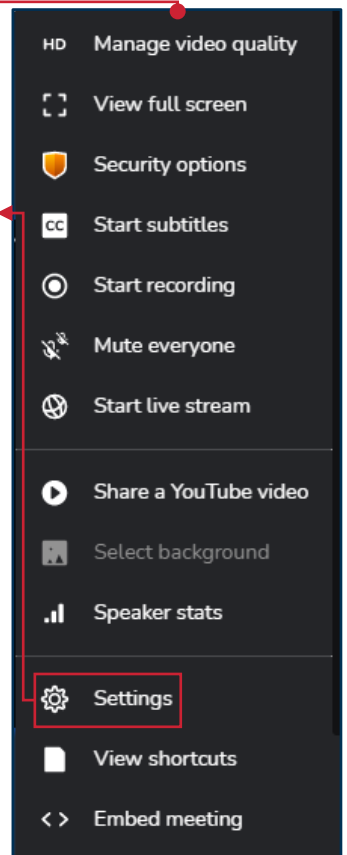 HD Manage video quality
View full screen
Security options
CC Start subtitles
Start recording
Mute everyone
Start live stream
Share a YouTube video
Select background
Speaker stats
Settings
View shortcuts
Embed meeting